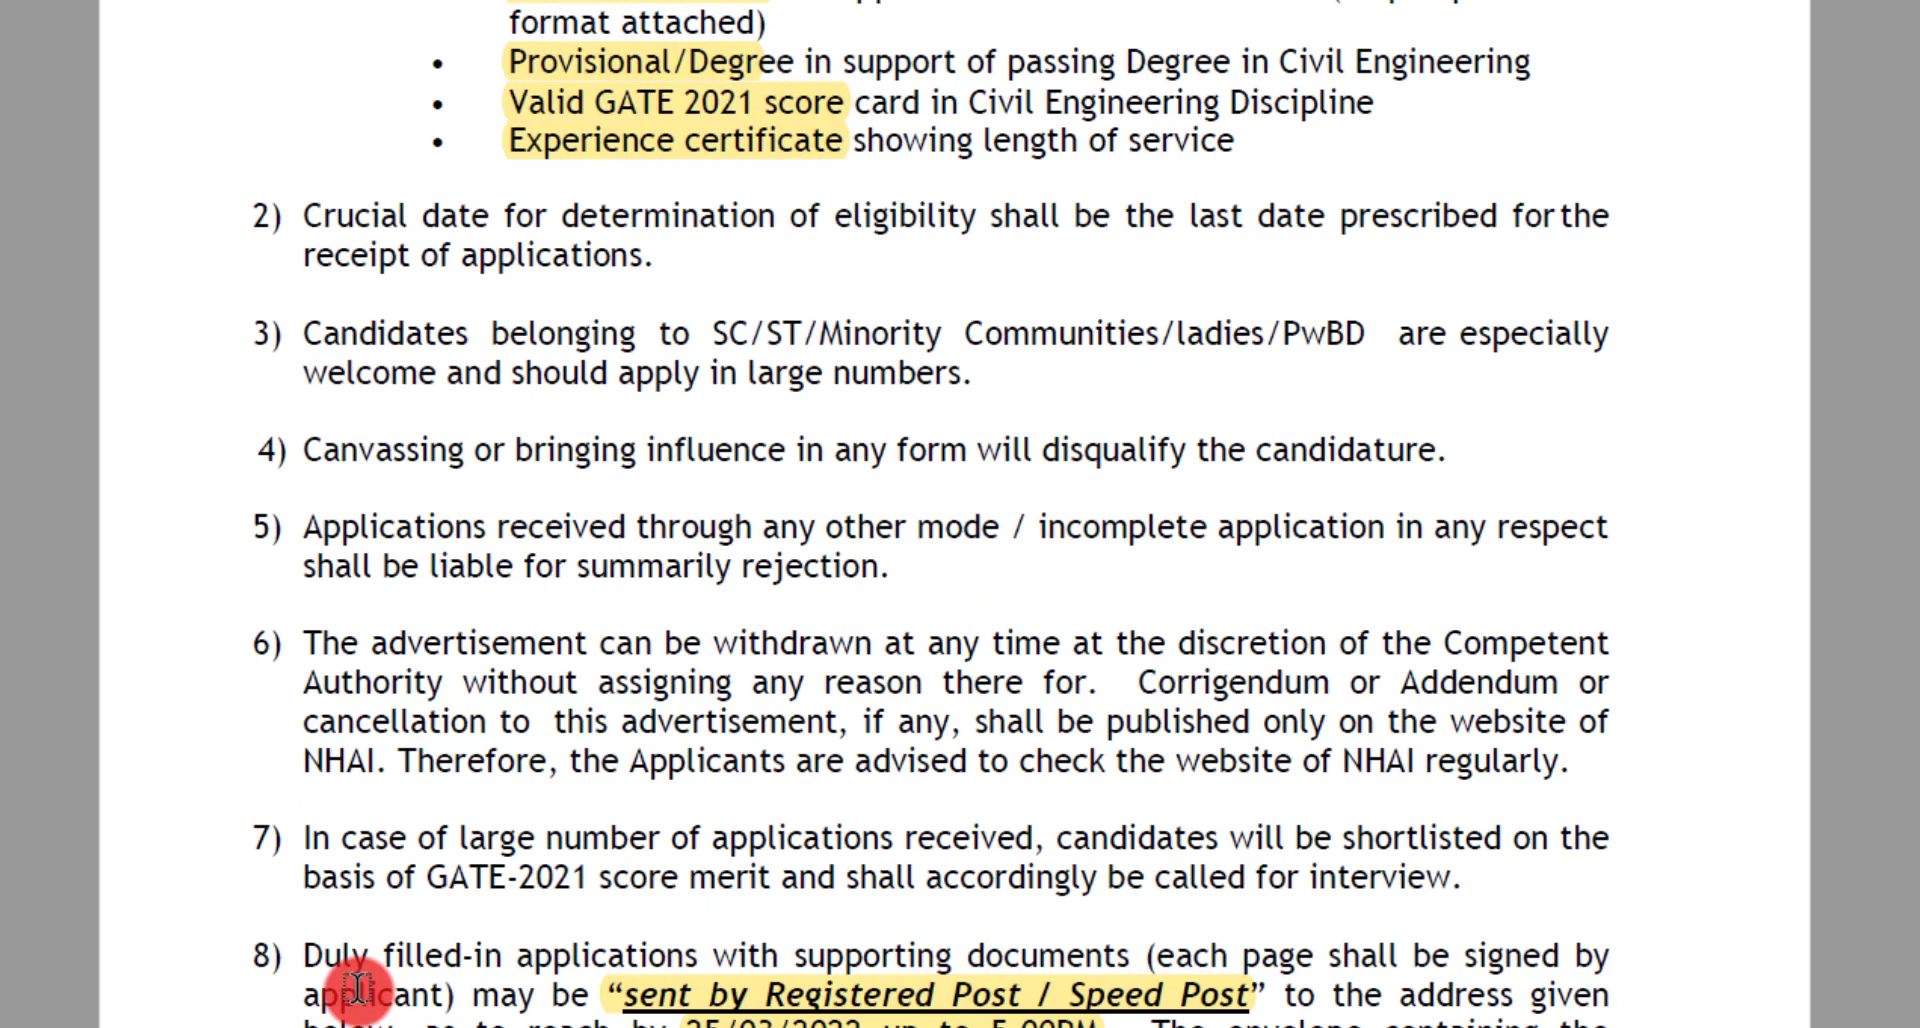 format attached)
• Provisional/Degree in support of passing Degree in Civil Engineering
• Valid GATE 2021 score card in Civil Engineering Discipline
• Experience certificate showing length of service
2) Crucial date for determination of eligibility shall be the last date prescribed for the
receipt of applications.
3) Candidates belonging to SC/ST/Minority Communities/ladies/PwBD are especially
welcome and should apply in large numbers.
4) Canvassing or bringing influence in any form will disqualify the candidature.
5) Applications received through any other mode / incomplete application in any respect
shall be liable for summarily rejection.
6) The advertisement can be withdrawn at any time at the discretion of the Competent
Authority without assigning any reason there for. Corrigendum or Addendum or
cancellation to this advertisement, if any, shall be published only on the website of
NHAI. Therefore, the Applicants are advised to check the website of NHAI regularly.
7) In case of large number of applications received, candidates will be shortlisted on the
basis of GATE-2021 score merit and shall accordingly be called for interview.
8) Duly filled-in applications with supporting documents (each page shall be signed by
applicant) may be “sent by Registered Post / Speed Post” to the address given
as to reach by up to The envelope containing the